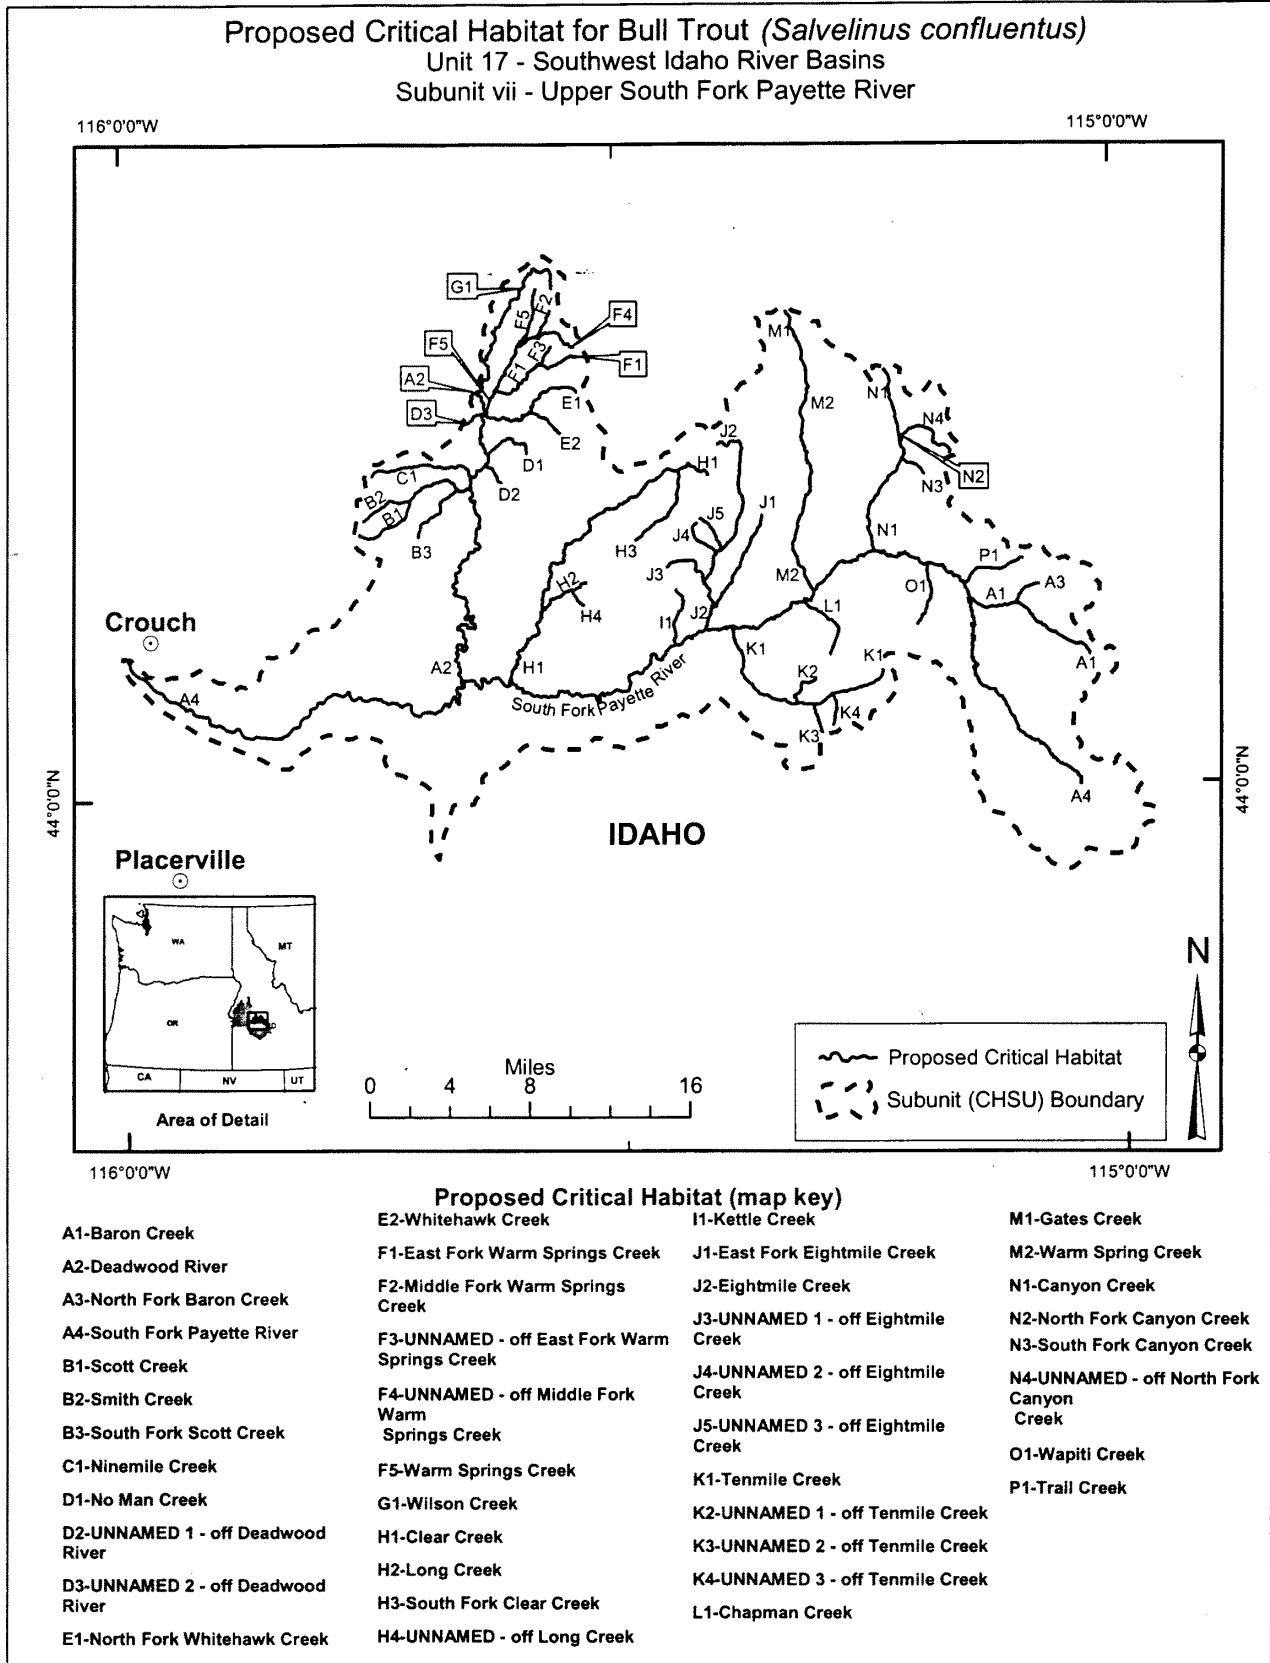 Proposed Critical Habitat for Bull Trout (Salvelinus confluentus)
Unit 17 - Southwest Idaho River Basins
Subunit vii - Upper South Fork Payette River
116°0'0"W
115°0'0"W
G1
F5
F2
F4
F5
F3
F1
F1
A2
D3
E1
E2
D1
D2
C1
B2
B1
B3
M1
M2
N1
N4
N2
N3
J2
H1
J1
J5
J4
H3
J3
N1
H2
H4
M2
P1
A3
O1
A1
I1
J2
L1
Crouch
K1
K1
A1
A2
H1
K2
A4
South Fork Payette River
K4
K3
A4
44°0'0"N
44°0'0"N
IDAHO
Placerville
WA
MT
OR
CA
NV
UT
Area of Detail
Miles
0 4 8 16
N
Proposed Critical Habitat
Subunit (CHSU) Boundary
116°0'0"W
115°0'0"W
Proposed Critical Habitat (map key)
A1-Baron Creek
A2-Deadwood River
A3-North Fork Baron Creek
A4-South Fork Payette River
B1-Scott Creek
B2-Smith Creek
B3-South Fork Scott Creek
C1-Ninemile Creek
D1-No Man Creek
D2-UNNAMED 1 - off Deadwood
River
D3-UNNAMED 2 - off Deadwood
River
E1-North Fork Whitehawk Creek
E2-Whitehawk Creek
F1-East Fork Warm Springs Creek
F2-Middle Fork Warm Springs
Creek
F3-UNNAMED - off East Fork Warm
Springs Creek
F4-UNNAMED - off Middle Fork
Warm
Springs Creek
F5-Warm Springs Creek
G1-Wilson Creek
H1-Clear Creek
H2-Long Creek
H3-South Fork Clear Creek
H4-UNNAMED - off Long Creek
I1-Kettle Creek
J1-East Fork Eightmile Creek
J2-Eightmile Creek
J3-UNNAMED 1 - off Eightmile
Creek
J4-UNNAMED 2 - off Eightmile
Creek
J5-UNNAMED 3 - off Eightmile
Creek
K1-Tenmile Creek
K2-UNNAMED 1 - off Tenmile Creek
K3-UNNAMED 2 - off Tenmile Creek
K4-UNNAMED 3 - off Tenmile Creek
L1-Chapman Creek
M1-Gates Creek
M2-Warm Spring Creek
N1-Canyon Creek
N2-North Fork Canyon Creek
N3-South Fork Canyon Creek
N4-UNNAMED - off North Fork
Canyon
Creek
O1-Wapiti Creek
P1-Trail Creek